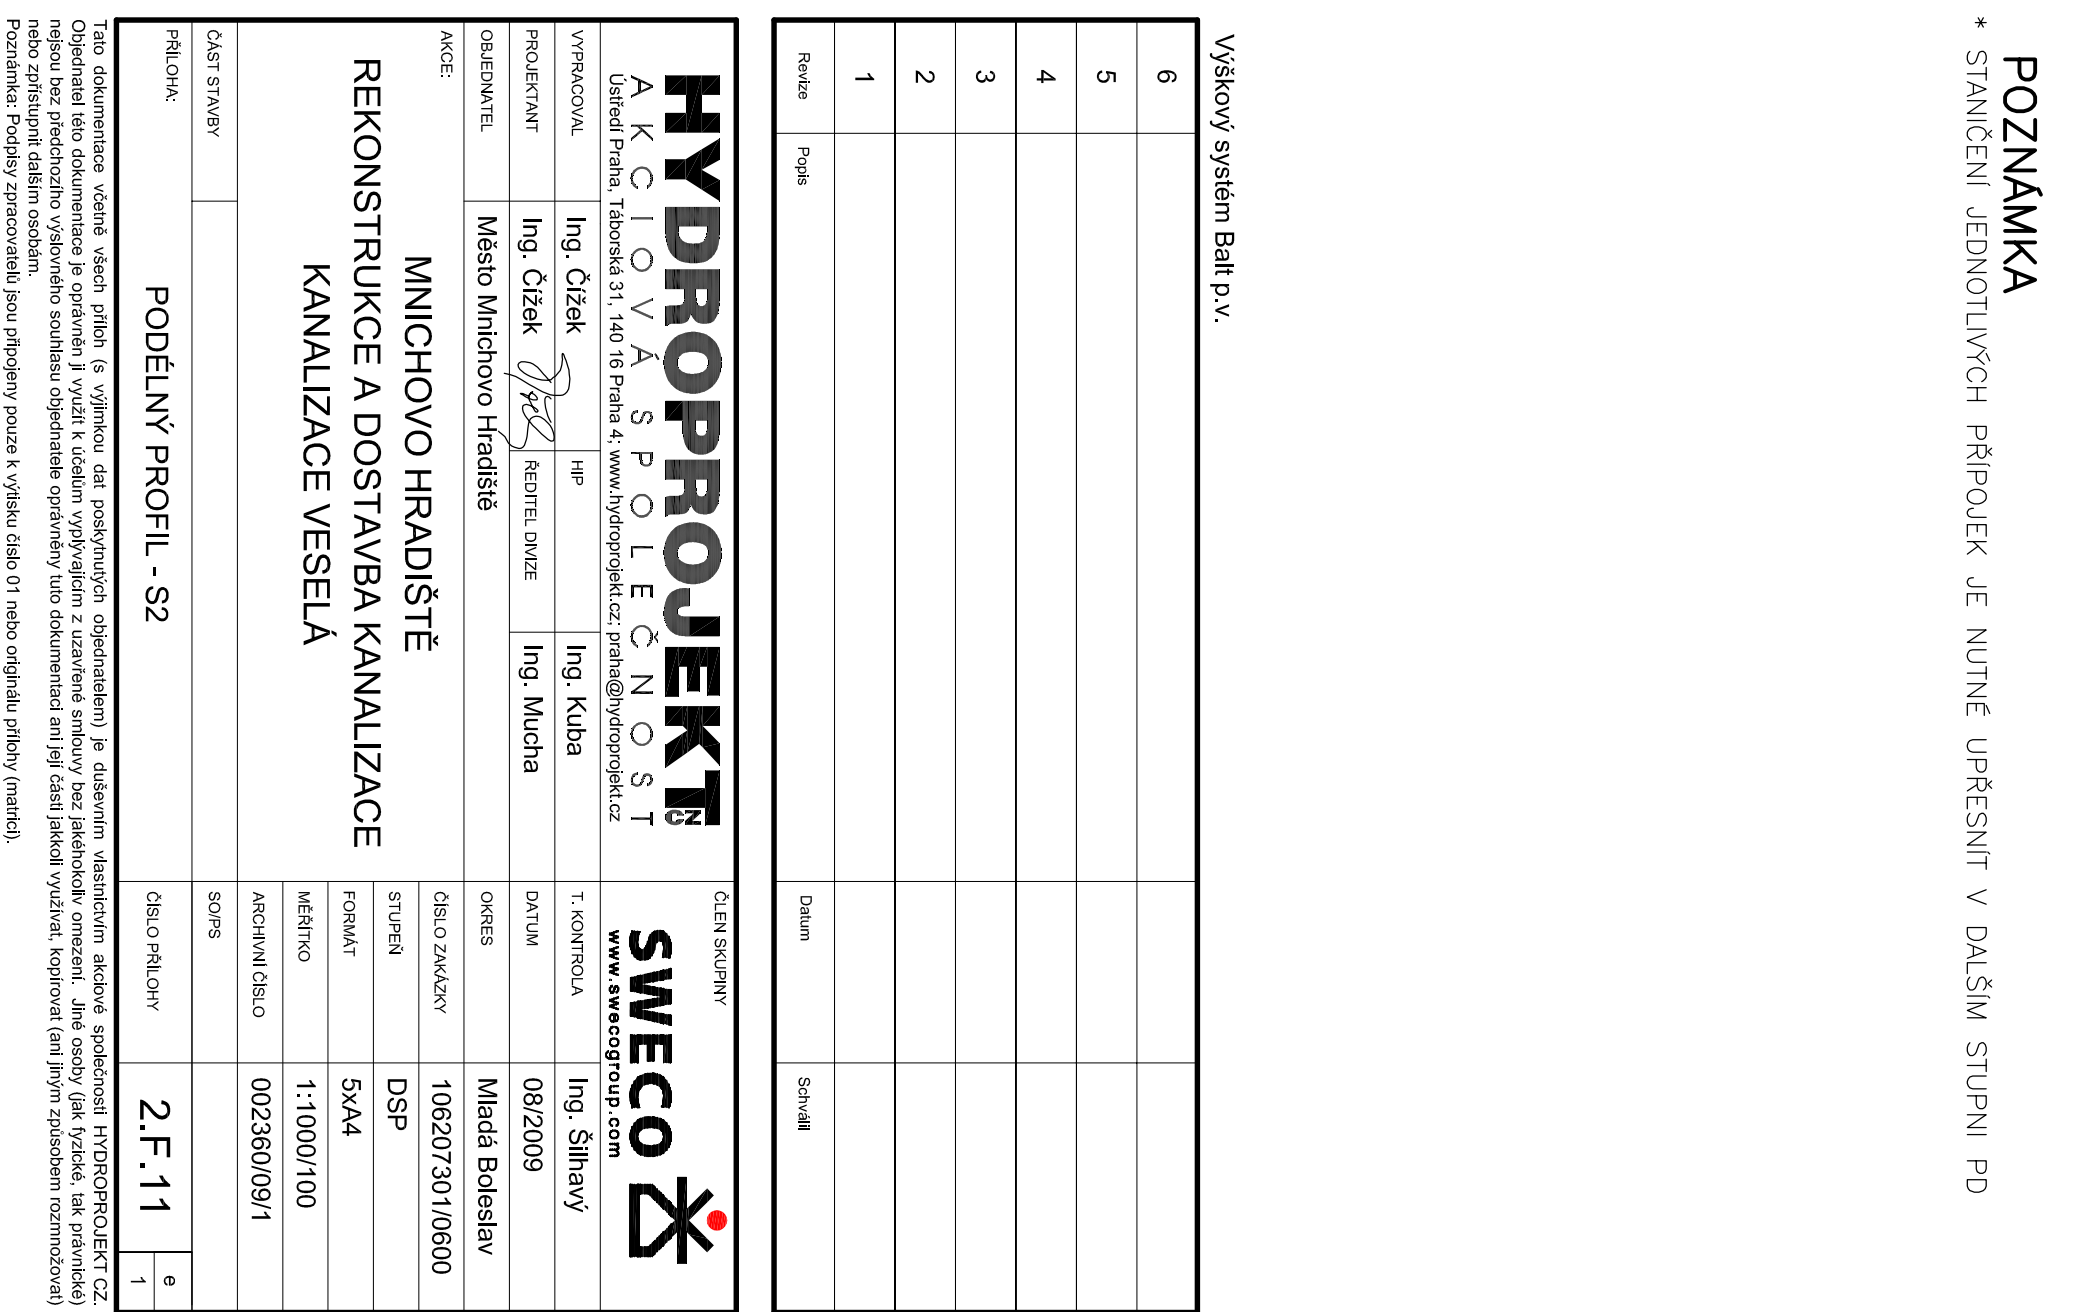 POZNÁMKA
* STANIČENÍ JEDNOTLIVÝCH PŘÍPOJEK JE NUTNÉ UPŘESNÍT V DALŠÍM STUPNI PD
Výškový systém Balt p.v.
6
5
4
3
2
1
Revize Popis Datum Schválil
HYDROPROJEKT CZ
AKCIOVÁ SPOLEČNOST
Ústředí Praha, Táborská 31, 140 16 Praha 4; www.hydroprojekt.cz; praha@hydroprojekt.cz
ČLEN SKUPINY
SWECO
www.swecogroup.com
VYPRACOVAL Ing. Čížek HIP Ing. Kuba T. KONTROLA Ing. Šilhavý
PROJEKTANT Ing. Čížek ŘEDITEL DIVIZE Ing. Mucha DATUM 08/2009
OBJEDNATEL Město Mnichovo Hradiště OKRES Mladá Boleslav
AKCE:
MNICHOVO HRADIŠTĚ
REKONSTRUKCE A DOSTAVBA KANALIZACE
KANALIZACE VESELÁ
ČÍSLO ZAKÁZKY 106207301/0600
STUPEŇ DSP
FORMÁT 5xA4
MĚŘÍTKO 1:1000/100
ARCHIVNÍ ČÍSLO 002360/09/1
ČÁST STAVBY SO/PS
PŘÍLOHA:
PODÉLNÝ PROFIL - S2
ČÍSLO PŘÍLOHY 2.F.11 e
1
Tato dokumentace včetně všech příloh (s výjimkou dat poskytnutých objednatelem) je duševním vlastnictvím akciové společnosti HYDROPROJEKT CZ.
Objednatel této dokumentace je oprávněn ji využít k účelům vyplývajícím z uzavřené smlouvy bez jakéhokoliv omezení. Jiné osoby (jak fyzické, tak právnické)
nejsou bez předchozího výslovného souhlasu objednatele oprávněny tuto dokumentaci ani její části jakkoli využívat, kopírovat (ani jiným způsobem rozmnožovat)
nebo zpřístupnit dalším osobám.
Poznámka: Podpisy zpracovatelů jsou připojeny pouze k výtisku číslo 01 nebo originálu přílohy (matrici).